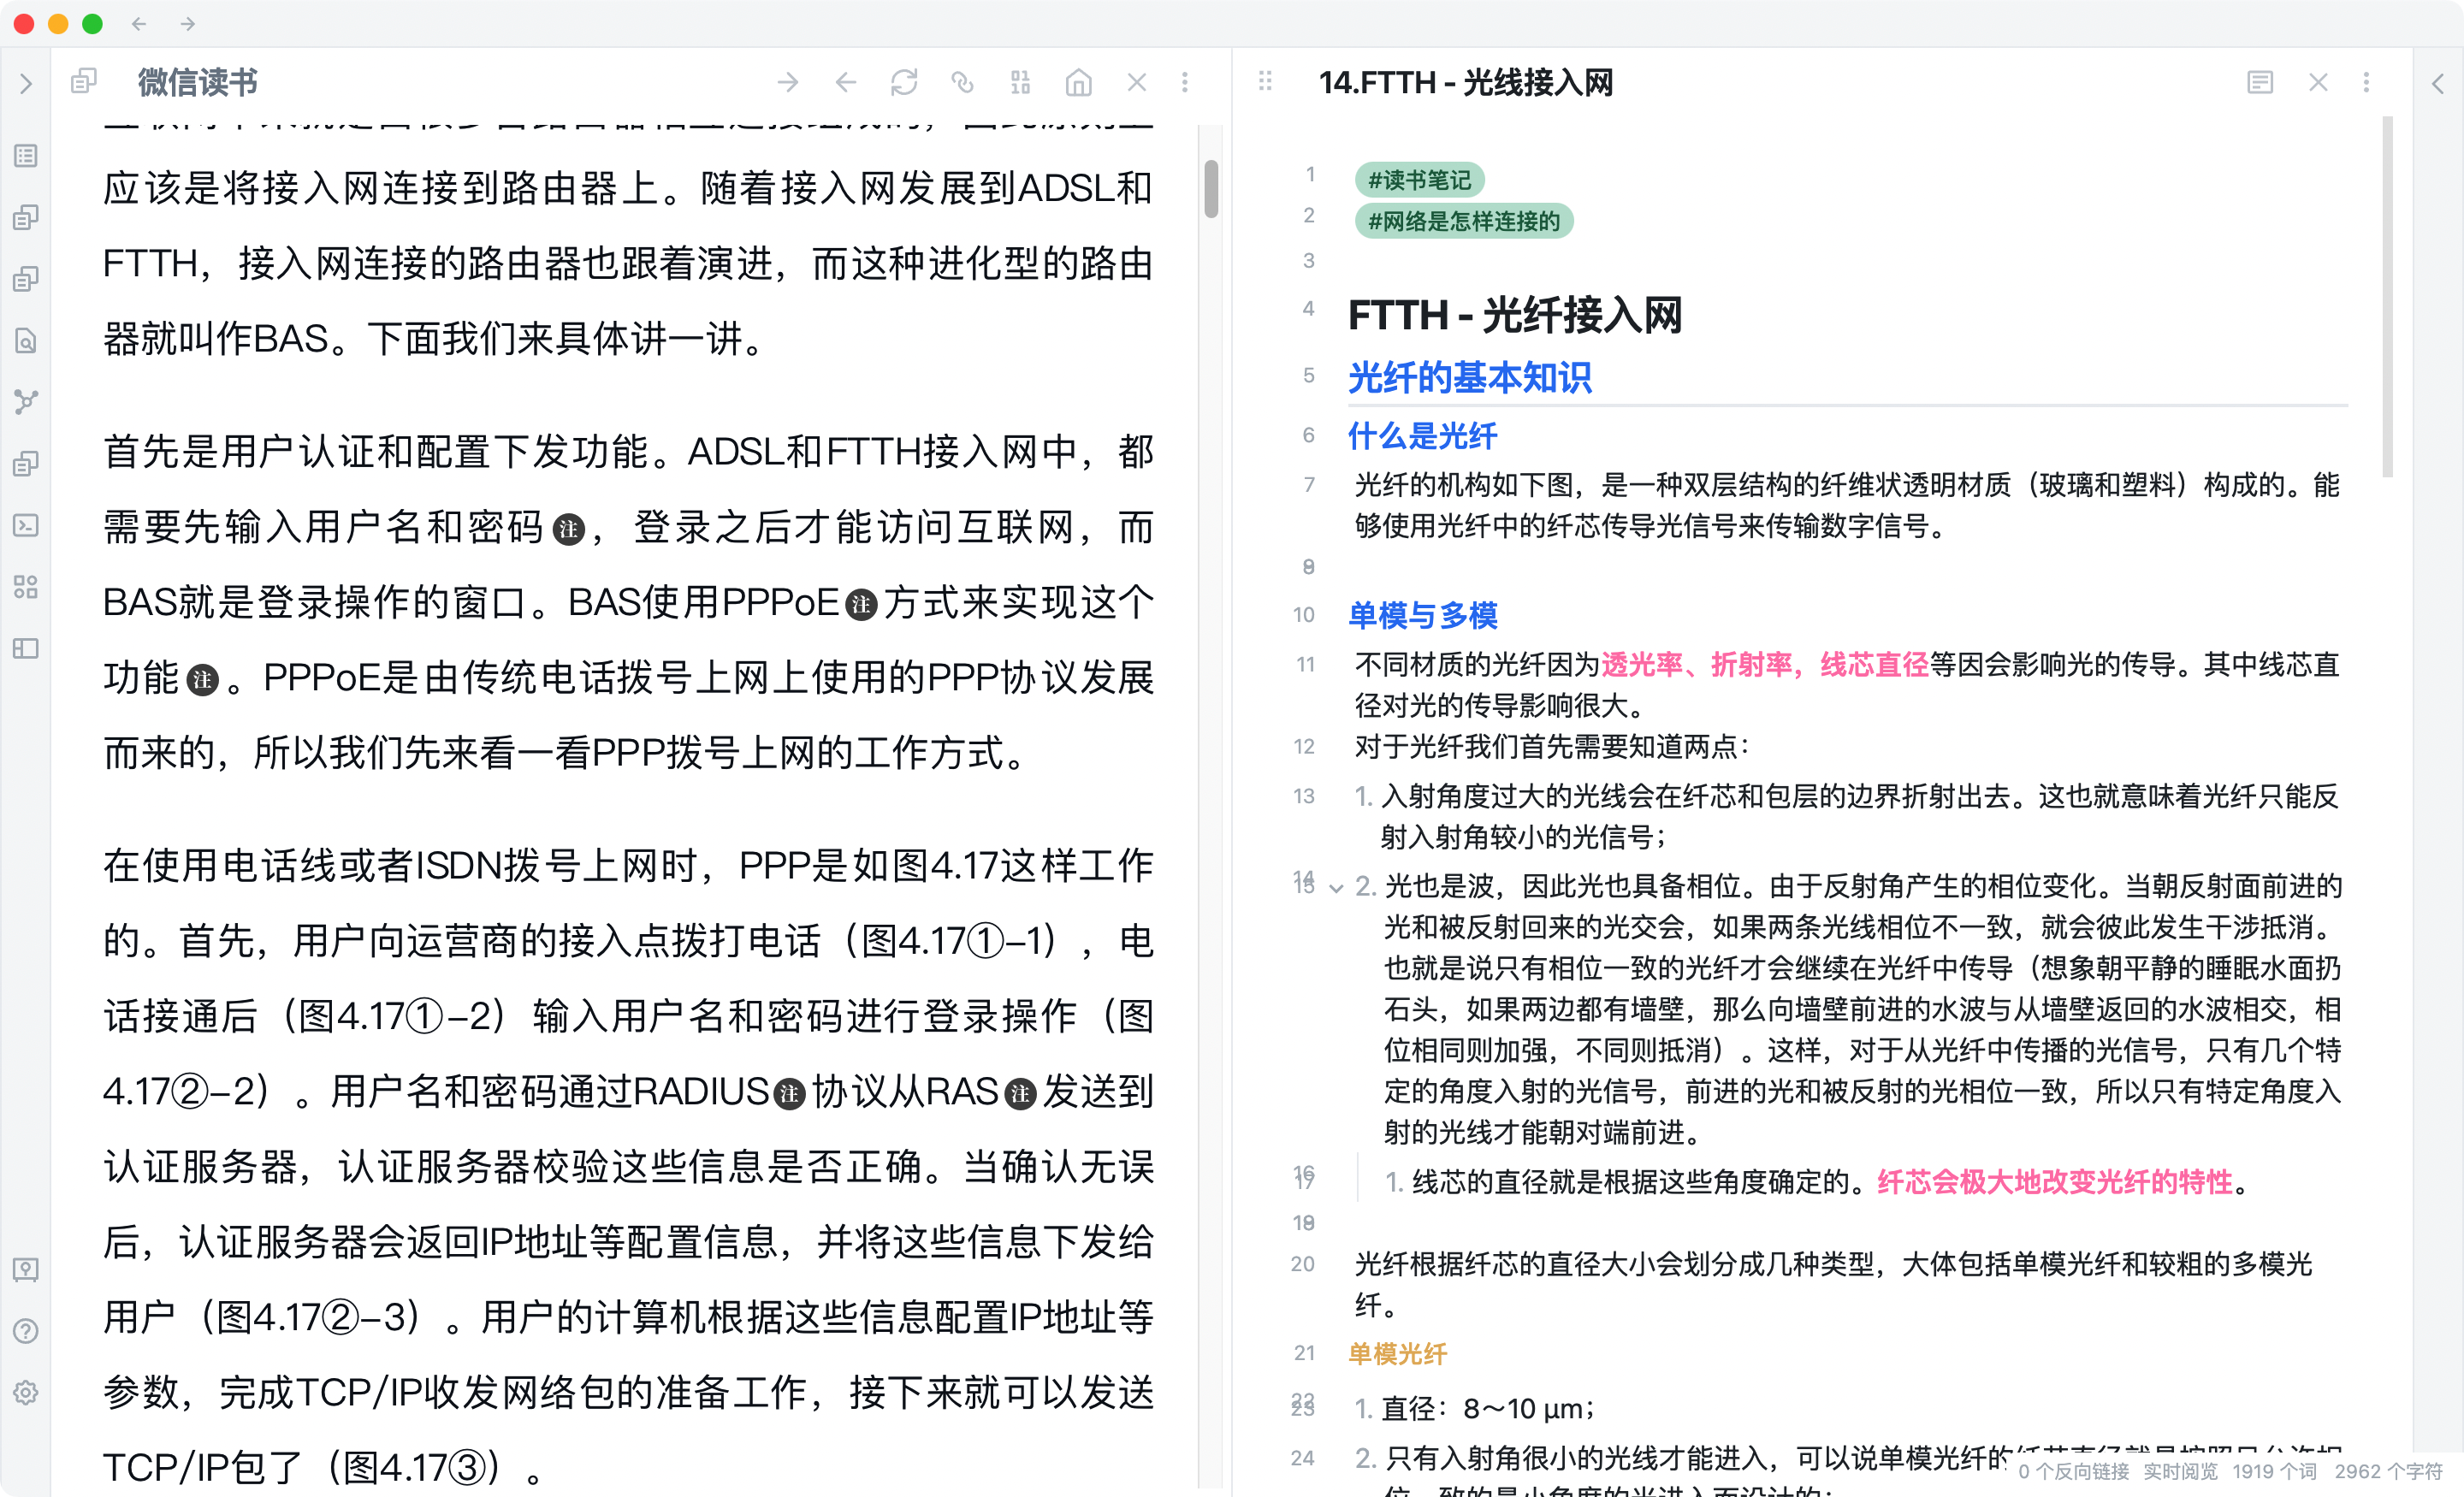 微信读书
应该是将接入网连接到路由器上。随着接入网发展到ADSL和
FTTH，接入网连接的路由器也跟着演进，而这种进化型的路由
器就叫作BAS。下面我们来具体讲一讲。
首先是用户认证和配置下发功能。ADSL和FTTH接入网中，都
需要先输入用户名和密码注，登录之后才能访问互联网，而
BAS就是登录操作的窗口。BAS使用PPPoE注方式来实现这个
功能注。PPPoE是由传统电话拨号上网上使用的PPP协议发展
而来的，所以我们先来看一看PPP拨号上网的工作方式。
在使用电话线或者ISDN拨号上网时，PPP是如图4.17这样工作
的。首先，用户向运营商的接入点拨打电话（图4.17①–1），电
话接通后（图4.17①–2）输入用户名和密码进行登录操作（图
4.17②–2）。用户名和密码通过RADIUS注协议从RAS注发送到
认证服务器，认证服务器校验这些信息是否正确。当确认无误
后，认证服务器会返回IP地址等配置信息，并将这些信息下发给
用户（图4.17②–3）。用户的计算机根据这些信息配置IP地址等
参数，完成TCP/IP收发网络包的准备工作，接下来就可以发送
TCP/IP包了（图4.17③）。
14.FTTH - 光线接入网
1 #读书笔记
2 #网络是怎样连接的
3
4 FTTH - 光纤接入网
5 光纤的基本知识
6 什么是光纤
7 光纤的机构如下图，是一种双层结构的纤维状透明材质（玻璃和塑料）构成的。能
够使用光纤中的纤芯传导光信号来传输数字信号。
10 单模与多模
11 不同材质的光纤因为透光率、折射率，线芯直径等因会影响光的传导。其中线芯直
径对光的传导影响很大。
12 对于光纤我们首先需要知道两点：
13 1. 入射角度过大的光线会在纤芯和包层的边界折射出去。这也就意味着光纤只能反
射入射角较小的光信号；
2. 光也是波，因此光也具备相位。由于反射角产生的相位变化。当朝反射面前进的
光和被反射回来的光交会，如果两条光线相位不一致，就会彼此发生干涉抵消。
也就是说只有相位一致的光纤才会继续在光纤中传导（想象朝平静的睡眠水面扔
石头，如果两边都有墙壁，那么向墙壁前进的水波与从墙壁返回的水波相交，相
位相同则加强，不同则抵消）。这样，对于从光纤中传播的光信号，只有几个特
定的角度入射的光信号，前进的光和被反射的光相位一致，所以只有特定角度入
射的光线才能朝对端前进。
1. 线芯的直径就是根据这些角度确定的。纤芯会极大地改变光纤的特性。
20 光纤根据纤芯的直径大小会划分成几种类型，大体包括单模光纤和较粗的多模光
纤。
21 单模光纤
1. 直径：8～10 μm；
24 2. 只有入射角很小的光线才能进入，可以说单模光纤的
0 个反向链接 实时阅览 1919 个词 2962 个字符